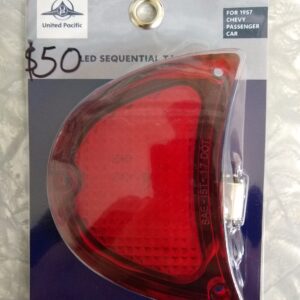 United Pacific
$50
LED SEQUENTIAL
FOR 1957
CHEVY
PASSENGER
CAR